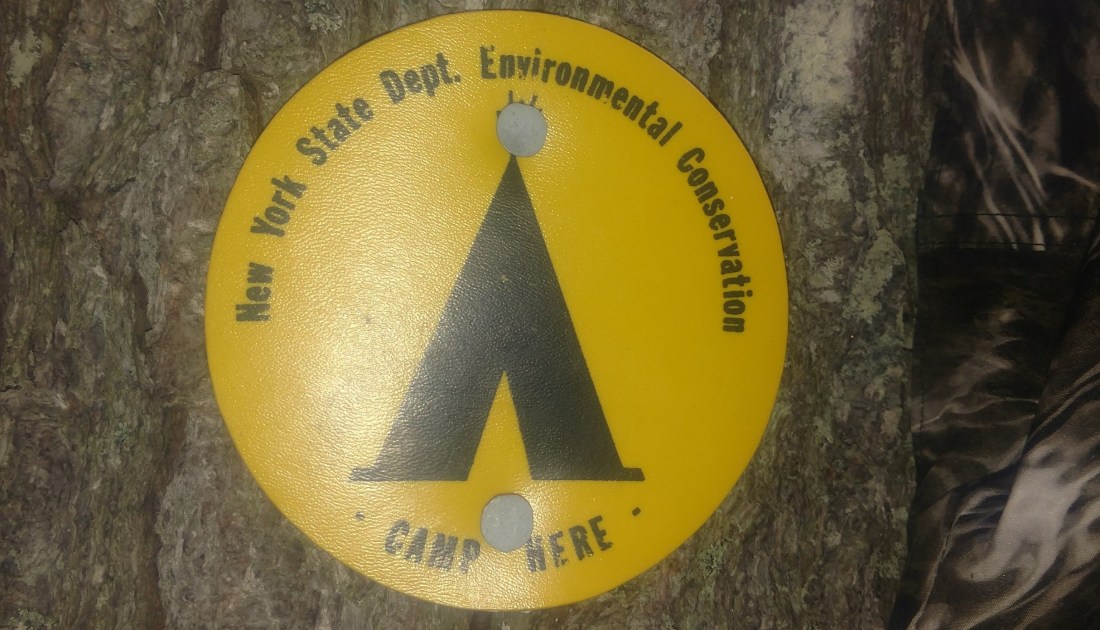 New York State Dept. Environmental Conservation
- CAMP HERE -